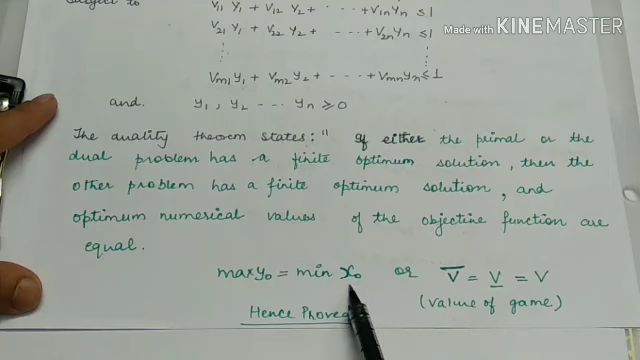 Subject to
V11 y1 + V12 y2 + · · · · + V1n yn ≤ 1
Made with KINEMASTER
V21 y1 + V22 y2 + - - - + V2n yn ≤ 1
Vm1 y1 + Vm2 y2 + - - - - + Vmn yn ≤ 1
and. y1, y2 - - - yn ≥ 0
The duality theorem states: " If either the primal or the
dual problem has a finite optimum solution, then the
other problem has a finite optimum solution, and
optimum numerical values of the objective function are
equal.
max y0 = min x0 or V̅ = V̲ = V
(value of game)
Hence Proved